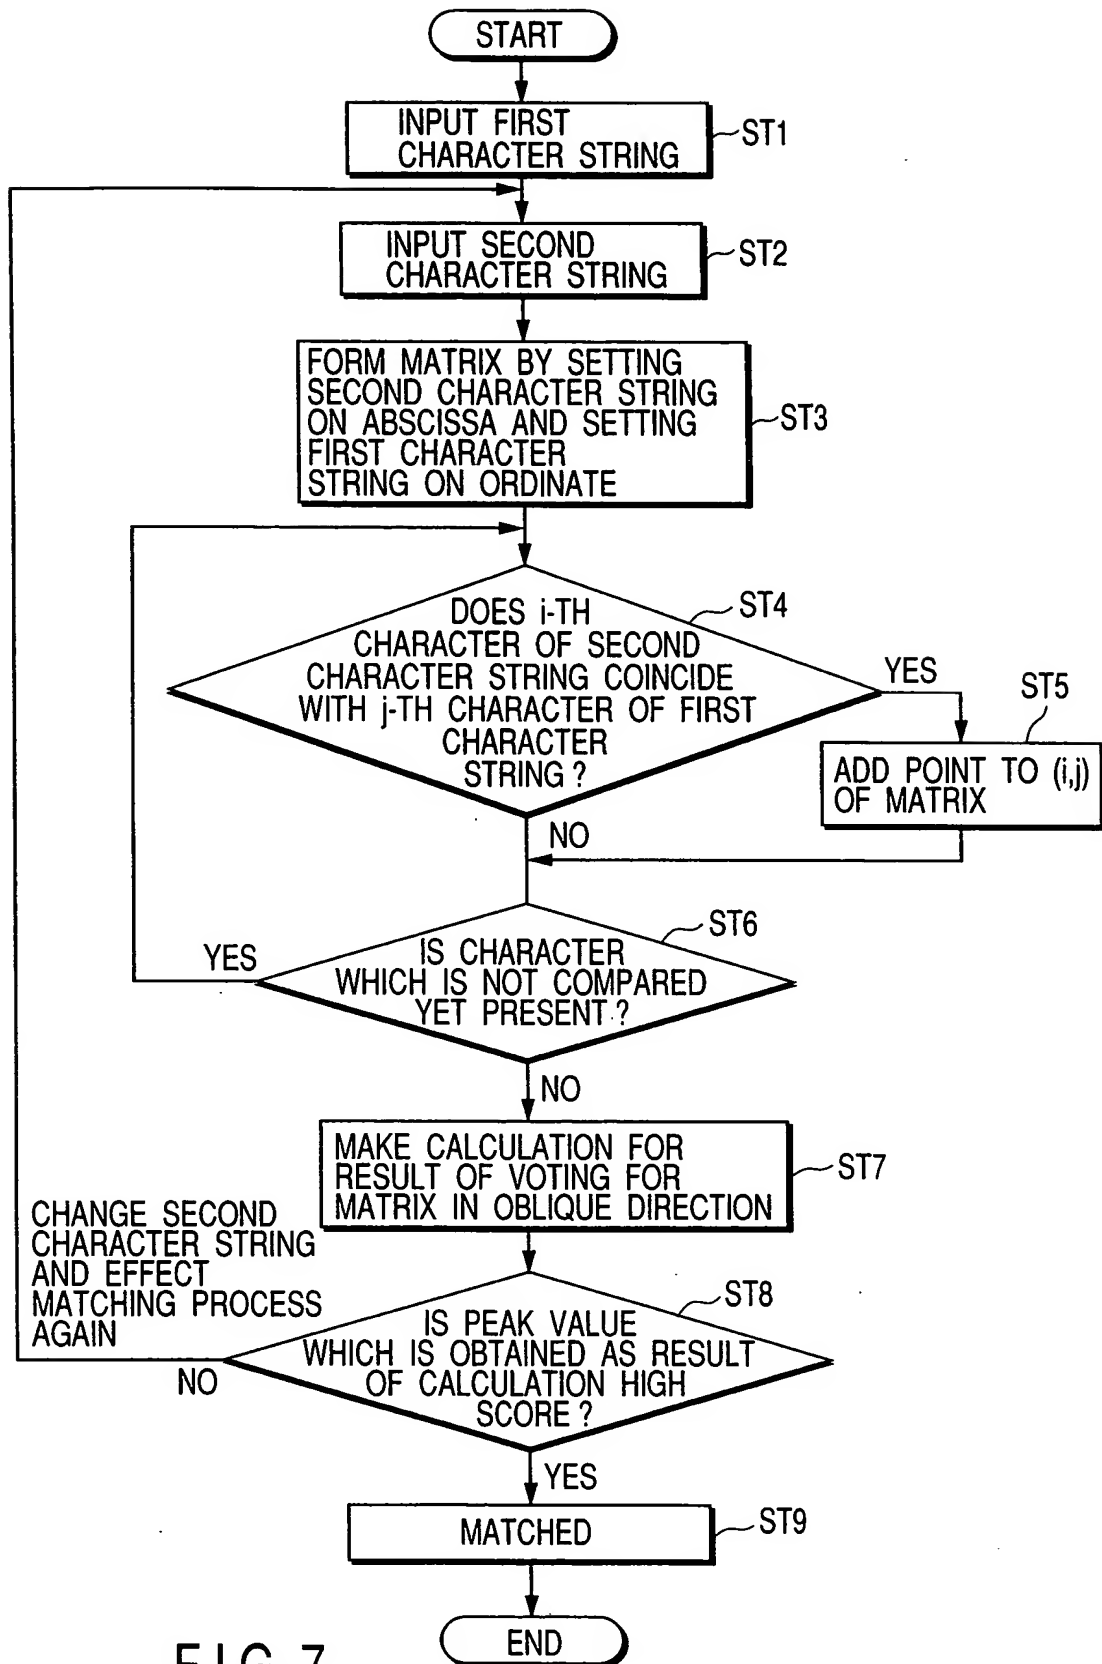 START
INPUT FIRST
CHARACTER STRING
ST1
INPUT SECOND
CHARACTER STRING
ST2
FORM MATRIX BY SETTING
SECOND CHARACTER STRING
ON ABSCISSA AND SETTING
FIRST CHARACTER
STRING ON ORDINATE
ST3
DOES i-TH
CHARACTER OF SECOND
CHARACTER STRING COINCIDE
WITH j-TH CHARACTER OF FIRST
CHARACTER
STRING ?
ST4
YES
ST5
ADD POINT TO (i,j)
OF MATRIX
NO
IS CHARACTER
WHICH IS NOT COMPARED
YET PRESENT ?
ST6
YES
NO
MAKE CALCULATION FOR
RESULT OF VOTING FOR
MATRIX IN OBLIQUE DIRECTION
ST7
CHANGE SECOND
CHARACTER STRING
AND EFFECT
MATCHING PROCESS
AGAIN
IS PEAK VALUE
WHICH IS OBTAINED AS RESULT
OF CALCULATION HIGH
SCORE ?
ST8
NO
YES
MATCHED
ST9
END
FIG. 7